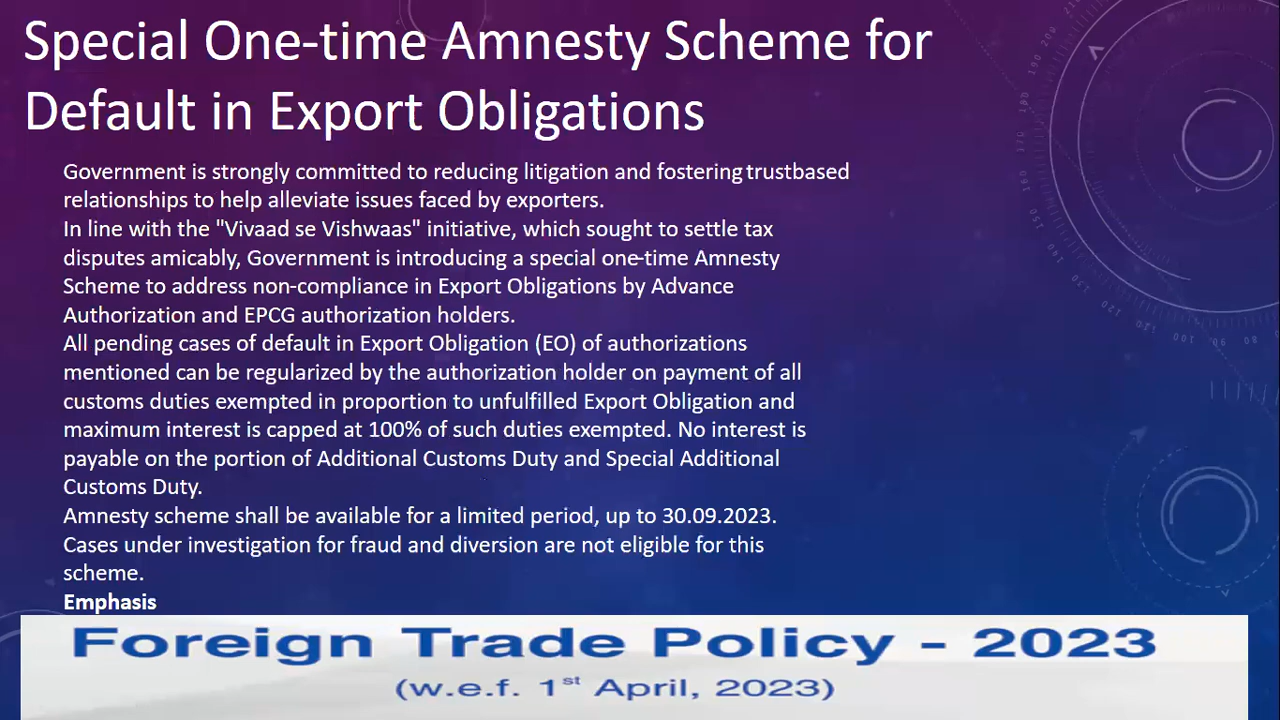 Special One-time Amnesty Scheme for
Default in Export Obligations
Government is strongly committed to reducing litigation and fostering trustbased
relationships to help alleviate issues faced by exporters.
In line with the "Vivaad se Vishwaas" initiative, which sought to settle tax
disputes amicably, Government is introducing a special one-time Amnesty
Scheme to address non-compliance in Export Obligations by Advance
Authorization and EPCG authorization holders.
All pending cases of default in Export Obligation (EO) of authorizations
mentioned can be regularized by the authorization holder on payment of all
customs duties exempted in proportion to unfulfilled Export Obligation and
maximum interest is capped at 100% of such duties exempted. No interest is
payable on the portion of Additional Customs Duty and Special Additional
Customs Duty.
Amnesty scheme shall be available for a limited period, up to 30.09.2023.
Cases under investigation for fraud and diversion are not eligible for this
scheme.
Emphasis
Foreign Trade Policy - 2023
(w.e.f. 1st April, 2023)